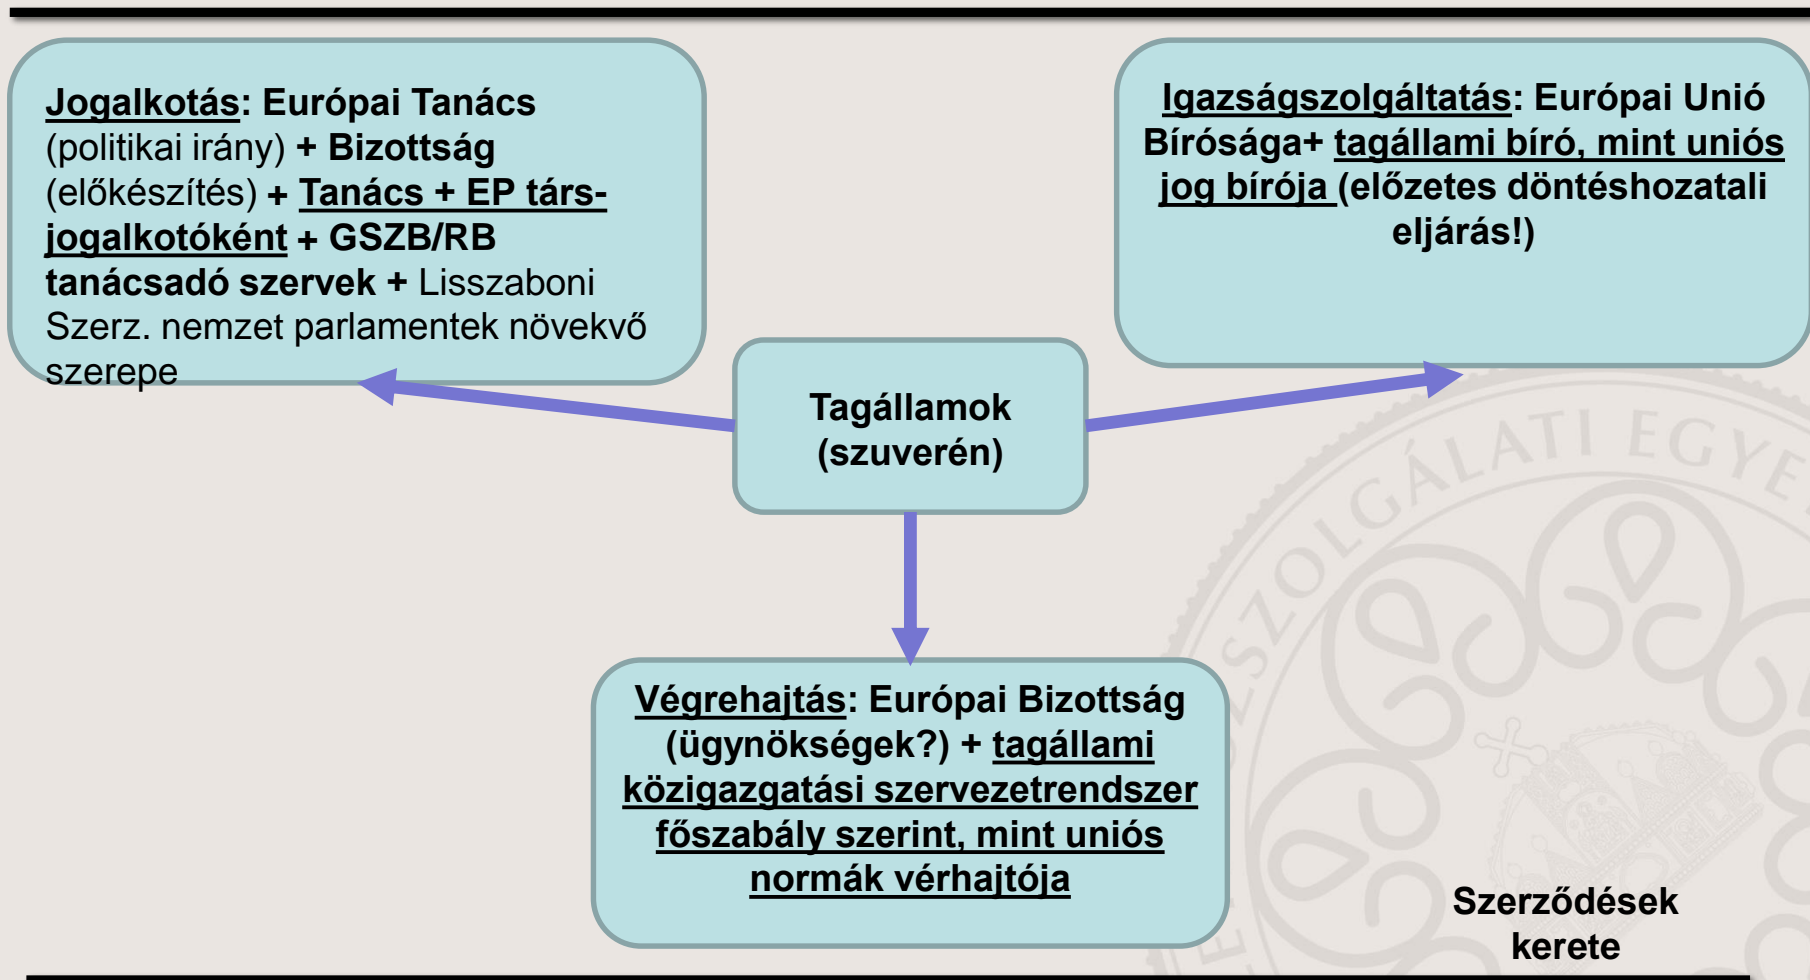 Jogalkotás: Európai Tanács
(politikai irány) + Bizottság
(előkészítés) + Tanács + EP társ-
jogalkotóként + GSZB/RB
tanácsadó szervek + Lisszaboni
Szerz. nemzet parlamentek növekvő
szerepe
Igazságszolgáltatás: Európai Unió
Bírósága+ tagállami bíró, mint uniós
jog bírója (előzetes döntéshozatali
eljárás!)
Tagállamok
(szuverén)
Végrehajtás: Európai Bizottság
(ügynökségek?) + tagállami
közigazgatási szervezetrendszer
főszabály szerint, mint uniós
normák vérhajtója
Szerződések
kerete